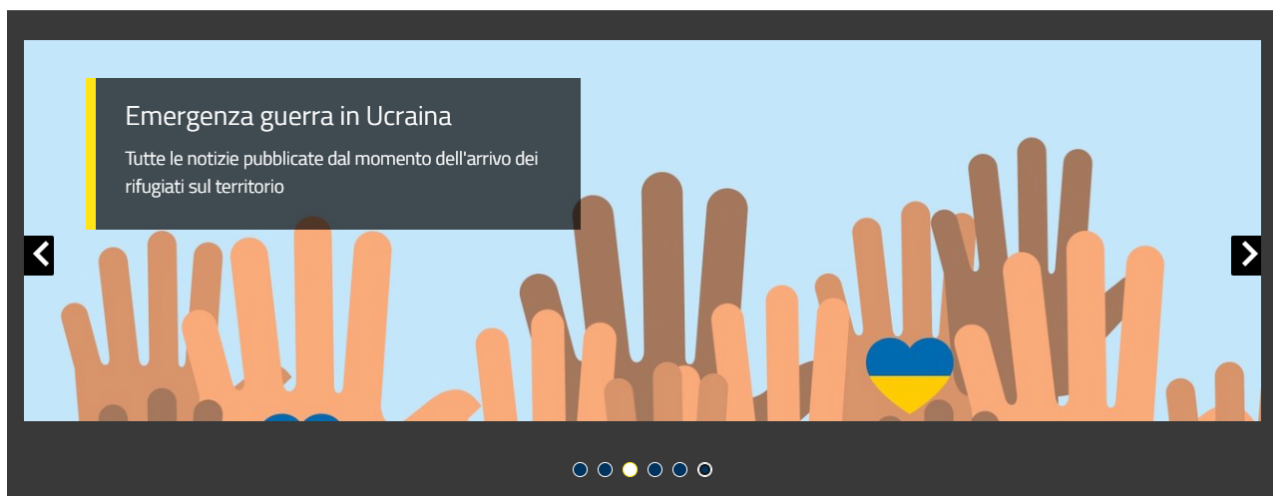 Emergenza guerra in Ucraina
Tutte le notizie pubblicate dal momento dell'arrivo dei
rifugiati sul territorio